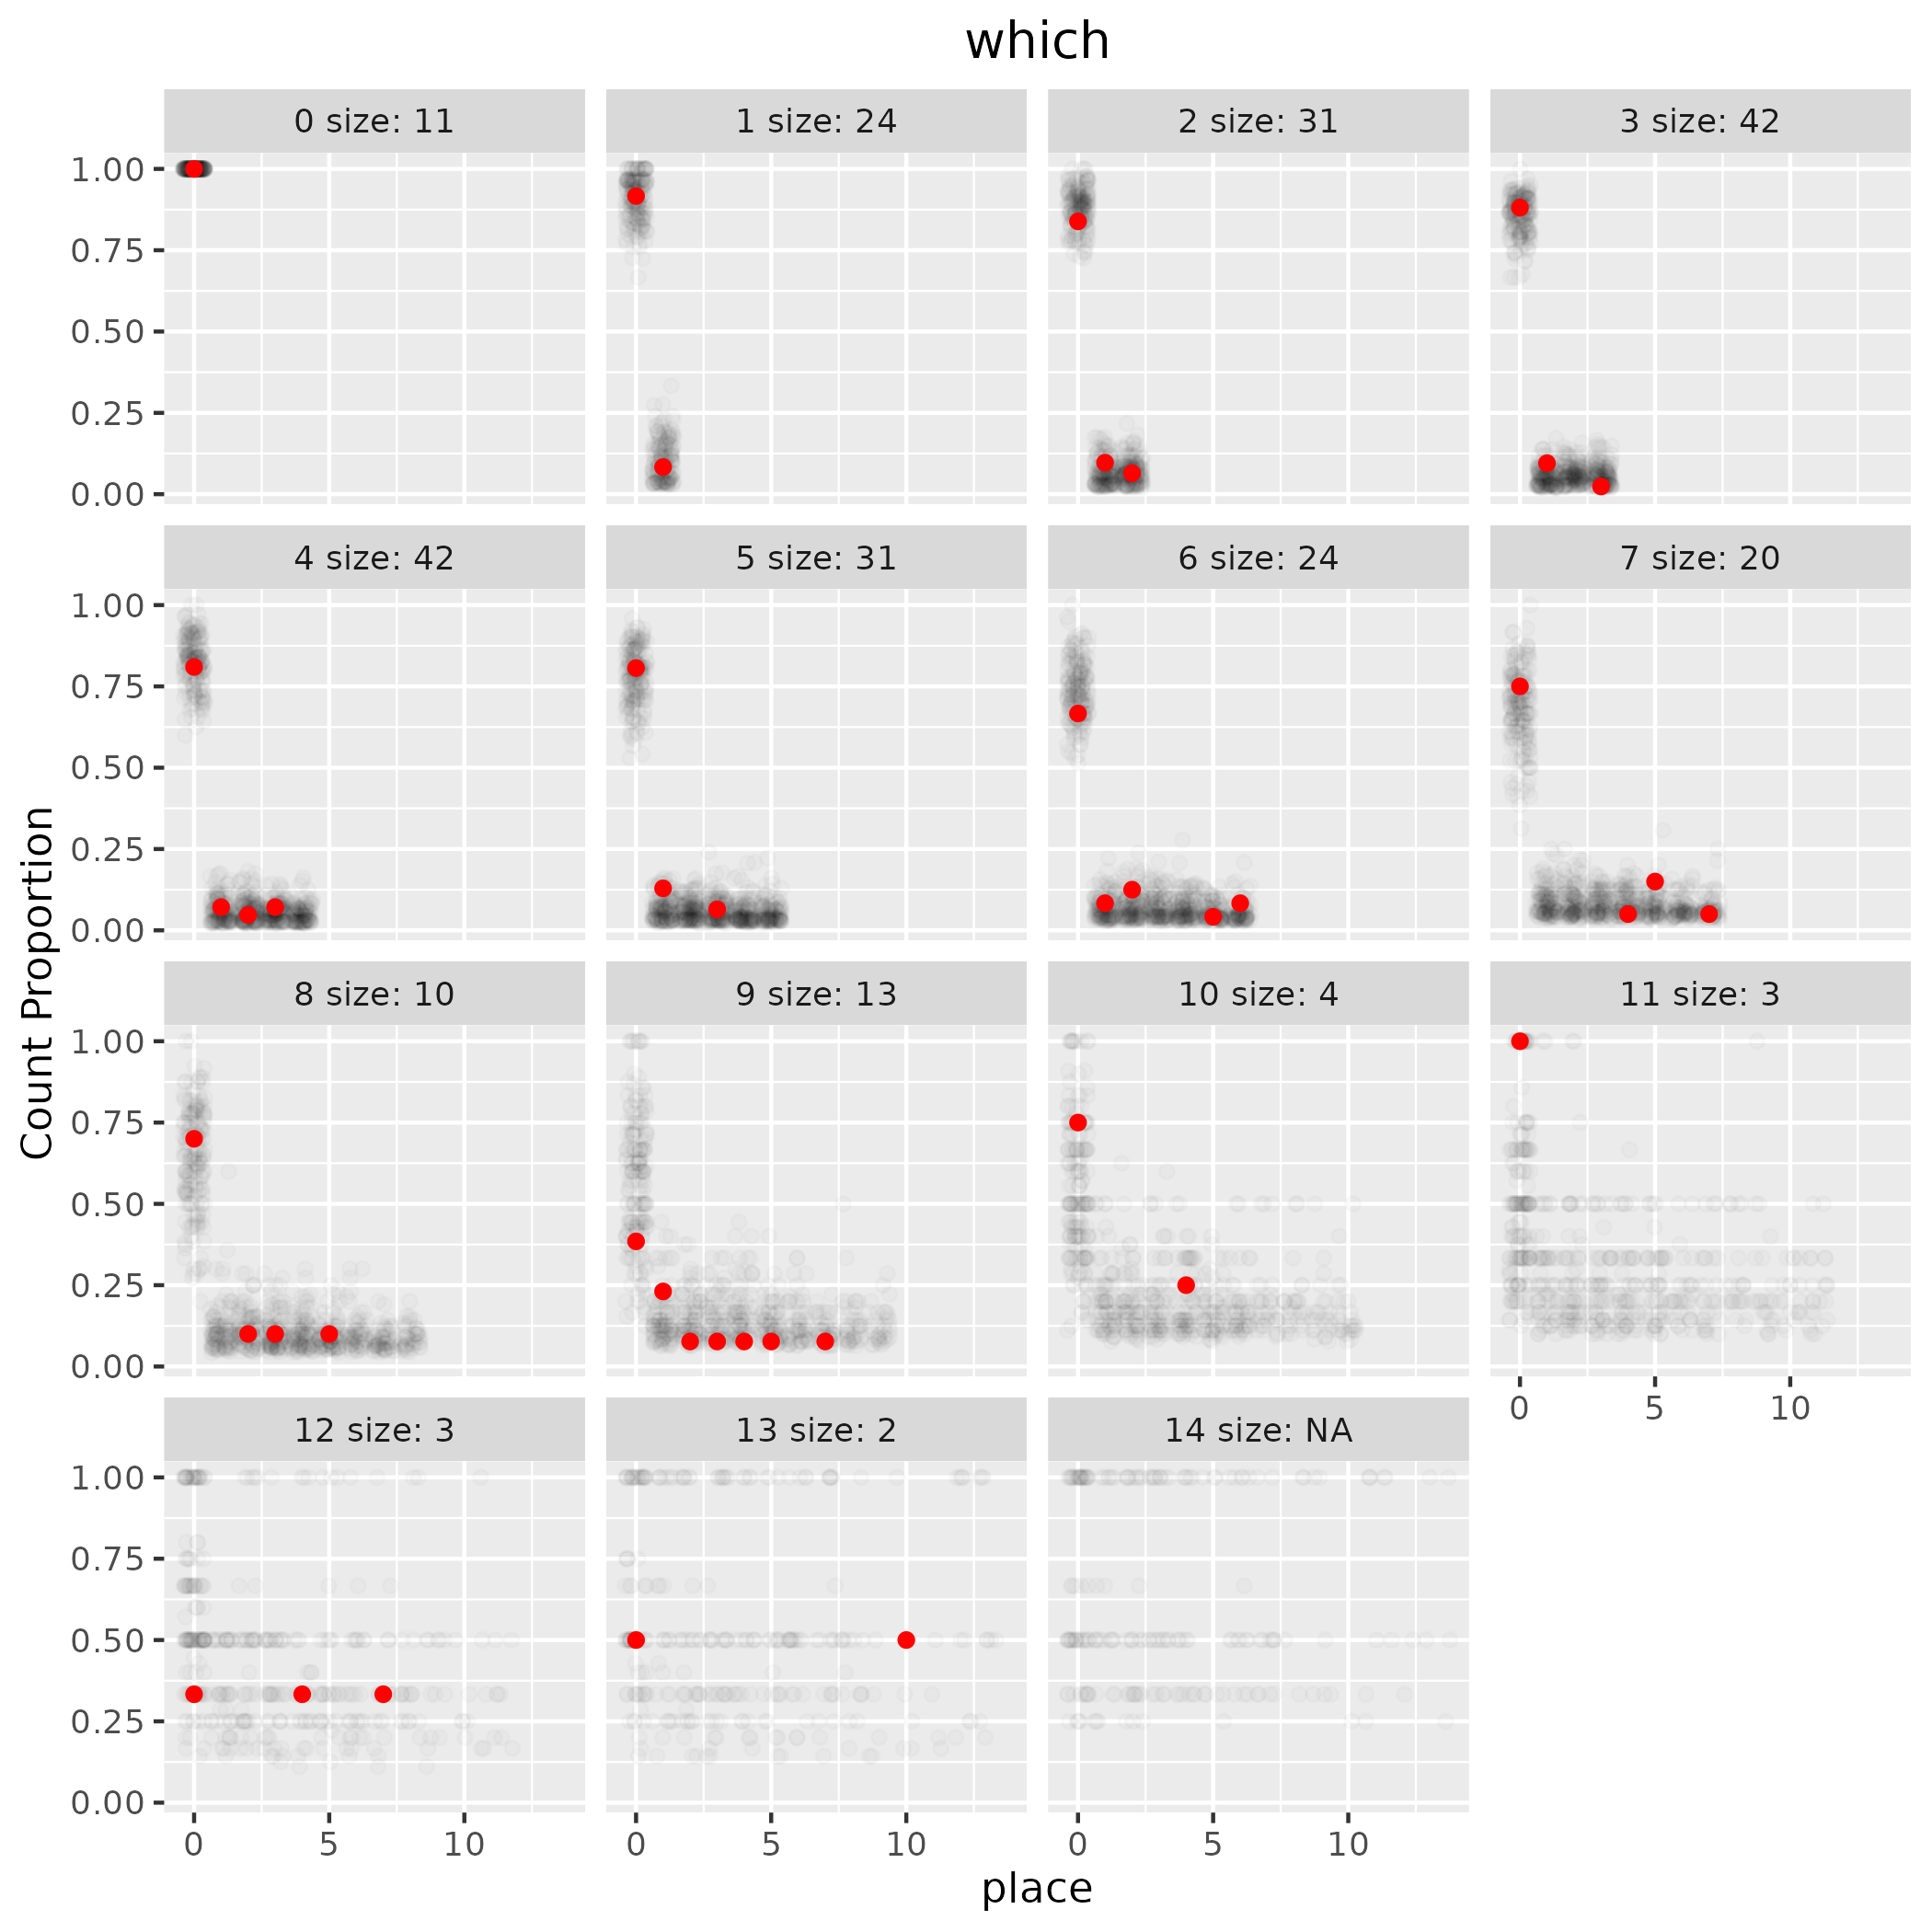 which
0 size: 11
1 size: 24
2 size: 31
3 size: 42
1.00
0.75
0.50
0.25
0.00
4 size: 42
5 size: 31
6 size: 24
7 size: 20
1.00
0.75
0.50
0.25
0.00
Count Proportion
8 size: 10
9 size: 13
10 size: 4
11 size: 3
1.00
0.75
0.50
0.25
0.00
0 5 10
12 size: 3
13 size: 2
14 size: NA
1.00
0.75
0.50
0.25
0.00
0 5 10
0 5 10
0 5 10
place